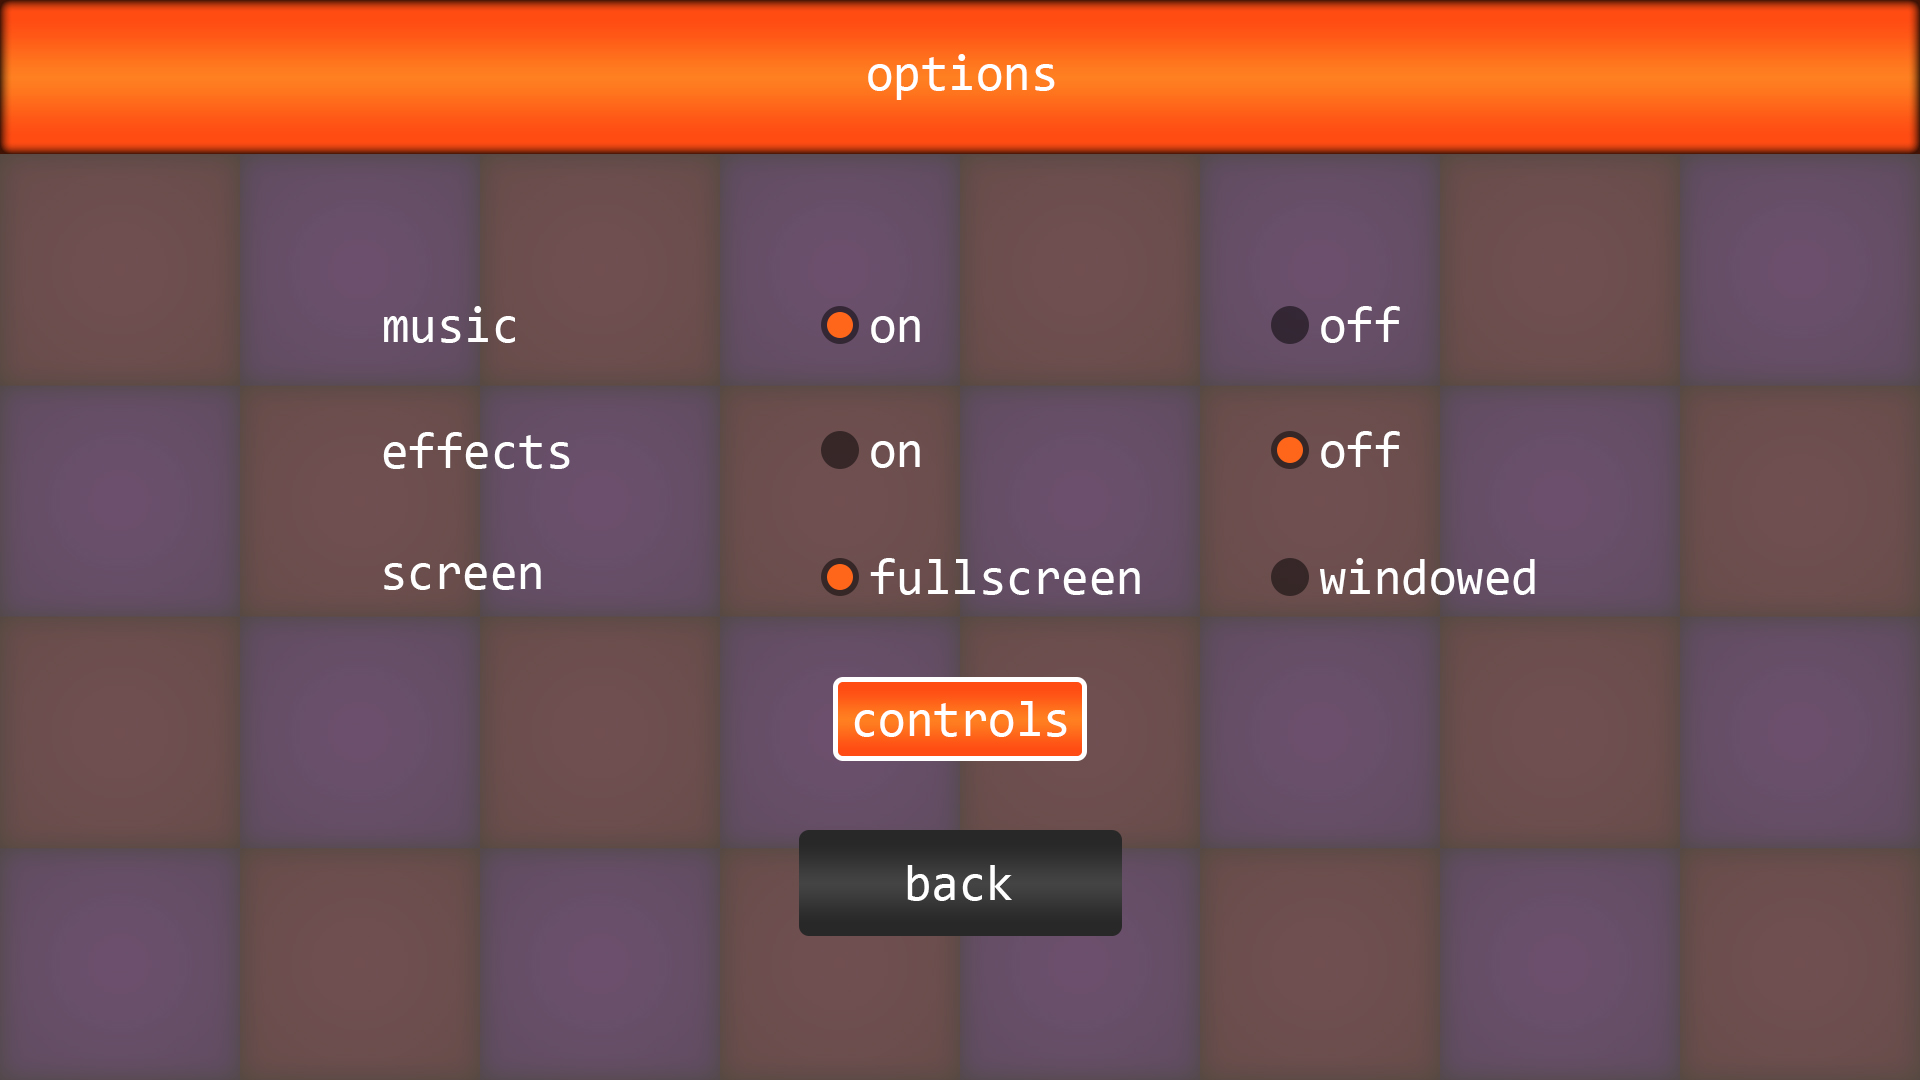 options
music on off
effects on off
screen fullscreen windowed
controls
back